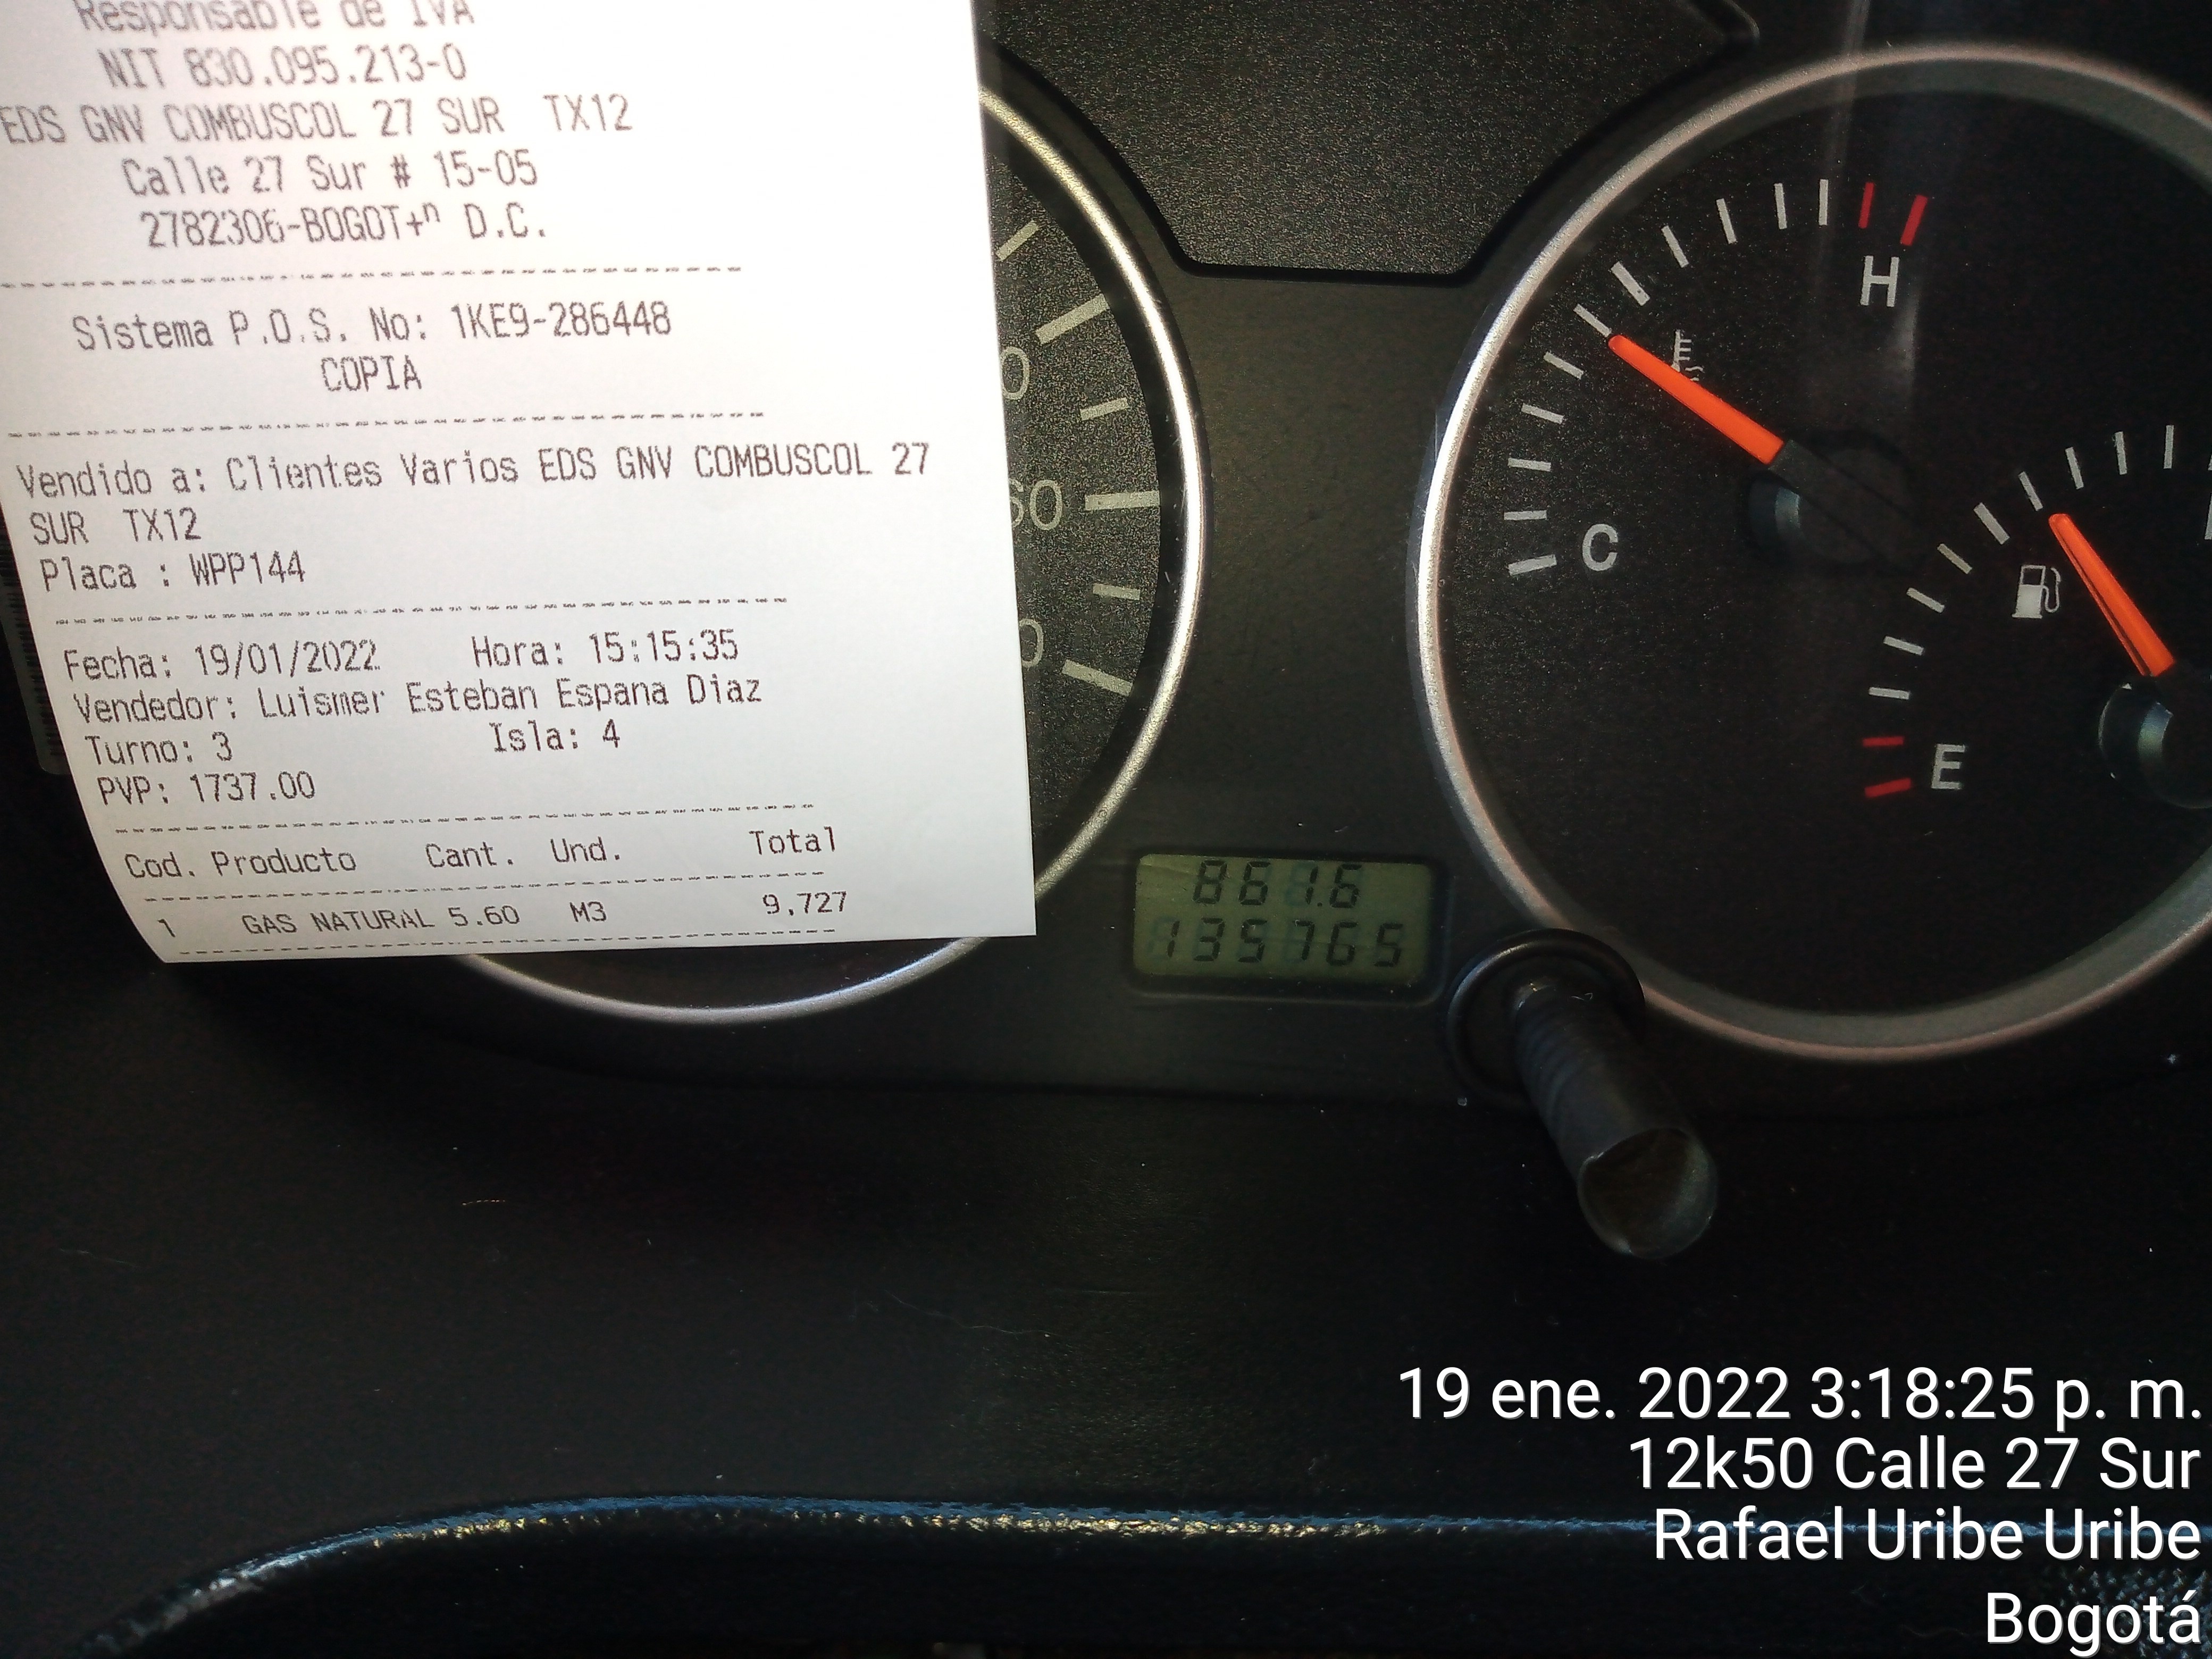 Responsable de IVA
NIT 830.095.213-0
EDS GNV COMBUSCOL 27 SUR TX12
Calle 27 Sur # 15-05
2782306-BOGOT+ⁿ D.C.
Sistema P.O.S. No: 1KE9-286448
COPIA
Vendido a: Clientes Varios EDS GNV COMBUSCOL 27
SUR TX12
Placa : WPP144
Fecha: 19/01/2022 Hora: 15:15:35
Vendedor: Luismer Esteban Espana Diaz
Turno: 3 Isla: 4
PVP: 1737.00
Cod. Producto Cant. Und. Total
1 GAS NATURAL 5.60 M3 9,727
H
C
E
861.6
135765
19 ene. 2022 3:18:25 p. m.
12k50 Calle 27 Sur
Rafael Uribe Uribe
Bogotá